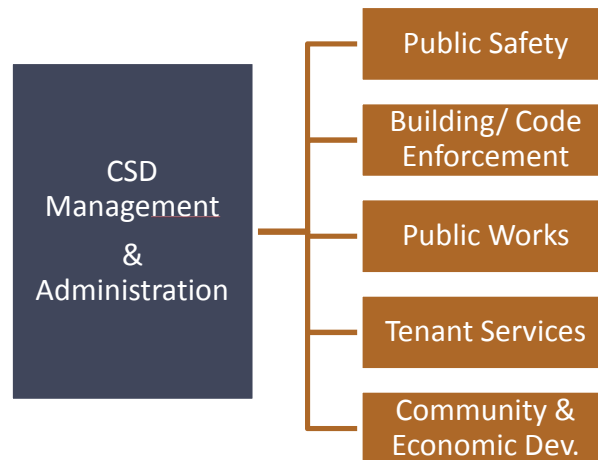 CSD
Management
&
Administration
Public Safety
Building/ Code
Enforcement
Public Works
Tenant Services
Community &
Economic Dev.